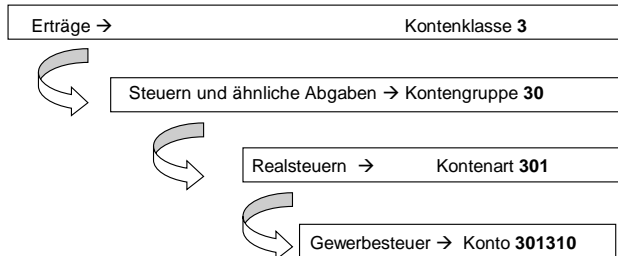 Erträge → Kontenklasse 3
Steuern und ähnliche Abgaben → Kontengruppe 30
Realsteuern → Kontenart 301
Gewerbesteuer → Konto 301310